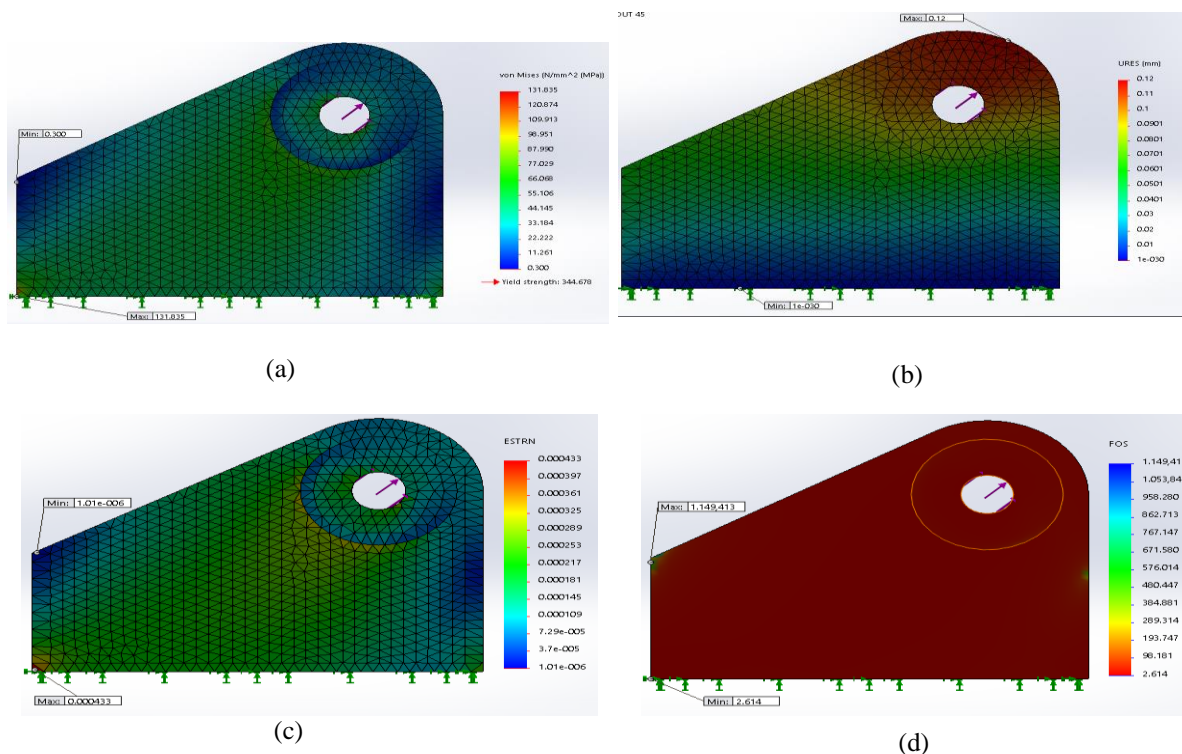 von Mises (N/mm^2 (MPa))
131.835
120.874
109.913
98.951
87.990
77.029
66.068
55.106
44.145
33.184
22.222
11.261
0.300
Yield strength: 344.678
Min: 0.300
Max: 131.835
(a)
OUT 45
Max: 0.12
URES (mm)
0.12
0.11
0.1
0.0901
0.0801
0.0701
0.0601
0.0501
0.0401
0.03
0.02
0.01
1e-030
Min: 1e-030
(b)
ESTRN
0.000433
0.000397
0.000361
0.000325
0.000289
0.000253
0.000217
0.000181
0.000145
0.000109
7.29e-005
3.7e-005
1.01e-006
Min: 1.01e-006
Max: 0.000433
(c)
FOS
1.149,41
1.053,84
958.280
862.713
767.147
671.580
576.014
480.447
384.881
289.314
193.747
98.181
2.614
Max: 1.149,413
Min: 2.614
(d)